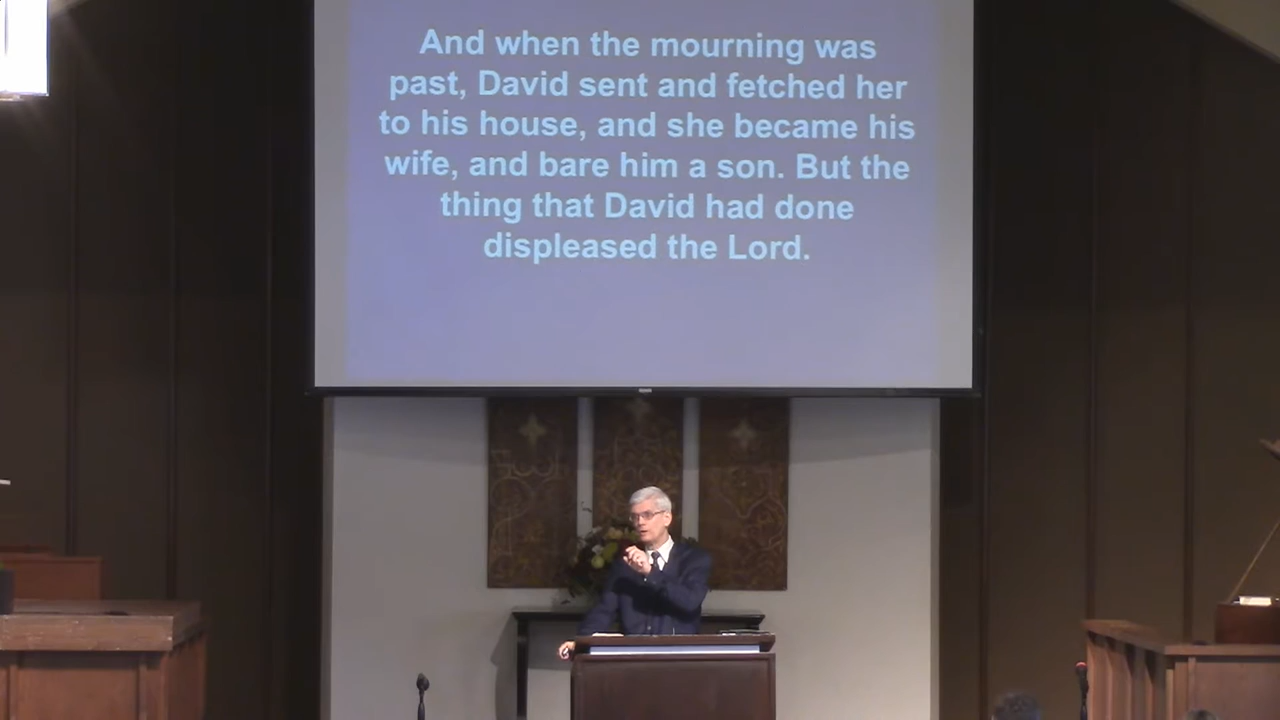 And when the mourning was
past, David sent and fetched her
to his house, and she became his
wife, and bare him a son. But the
thing that David had done
displeased the Lord.